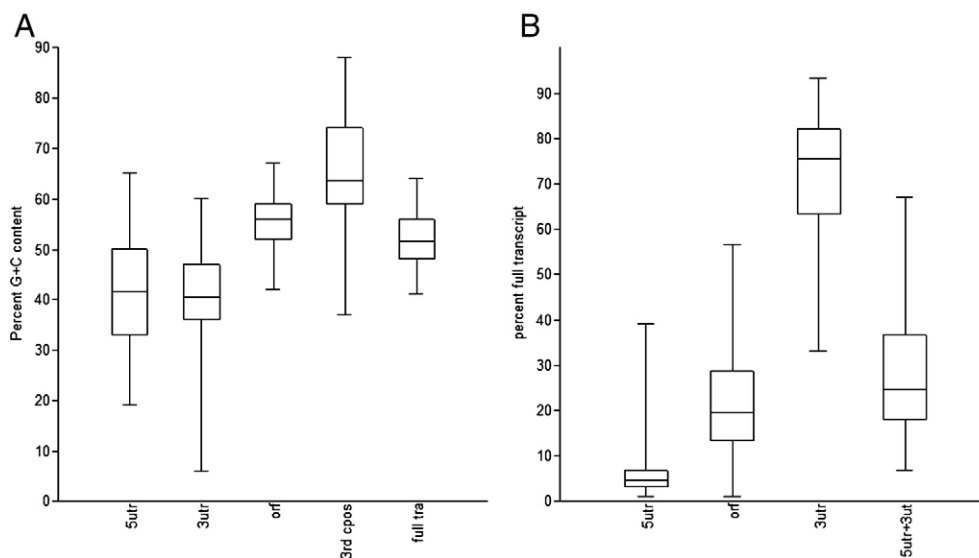 A
B
Percent G+C content
90
80
70
60
50
40
30
20
10
0
5utr
3utr
orf
3rd cpos
full tra
percent full transcript
90
80
70
60
50
40
30
20
10
0
5utr
orf
3utr
5utr+3ut